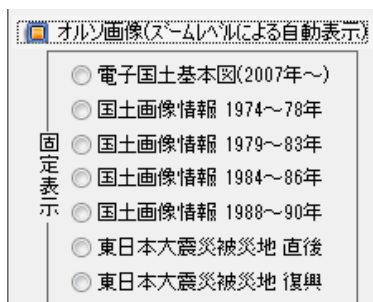 オルソ画像(ズームレベルによる自動表示)
固定表示
電子国土基本図(2007年～)
国土画像情報 1974～78年
国土画像情報 1979～83年
国土画像情報 1984～86年
国土画像情報 1988～90年
東日本大震災被災地 直後
東日本大震災被災地 復興